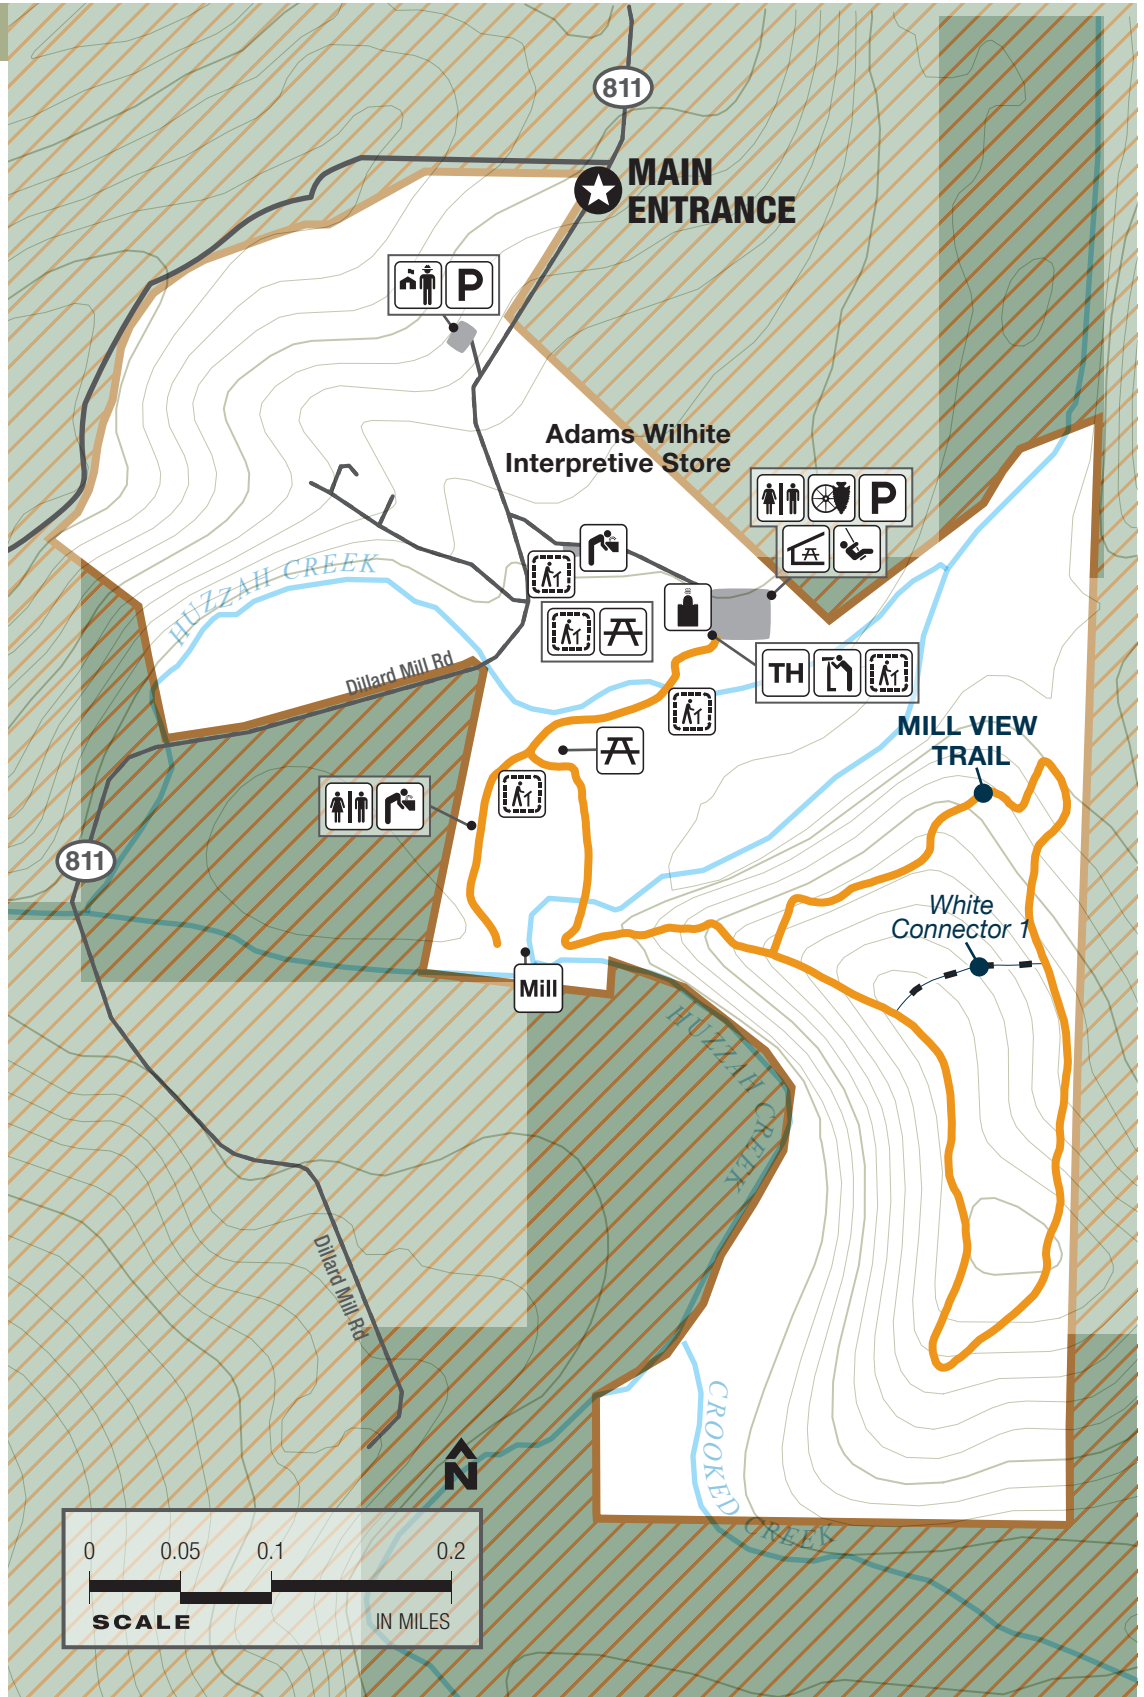 811
MAIN
ENTRANCE
P
Adams Wilhite
Interpretive Store
P
HUZZAH CREEK
Dillard Mill Rd
TH
MILL VIEW
TRAIL
811
White
Connector 1
Mill
HUZZAH CREEK
Dillard Mill Rd
CROOKED CREEK
N
0 0.05 0.1 0.2
SCALE IN MILES